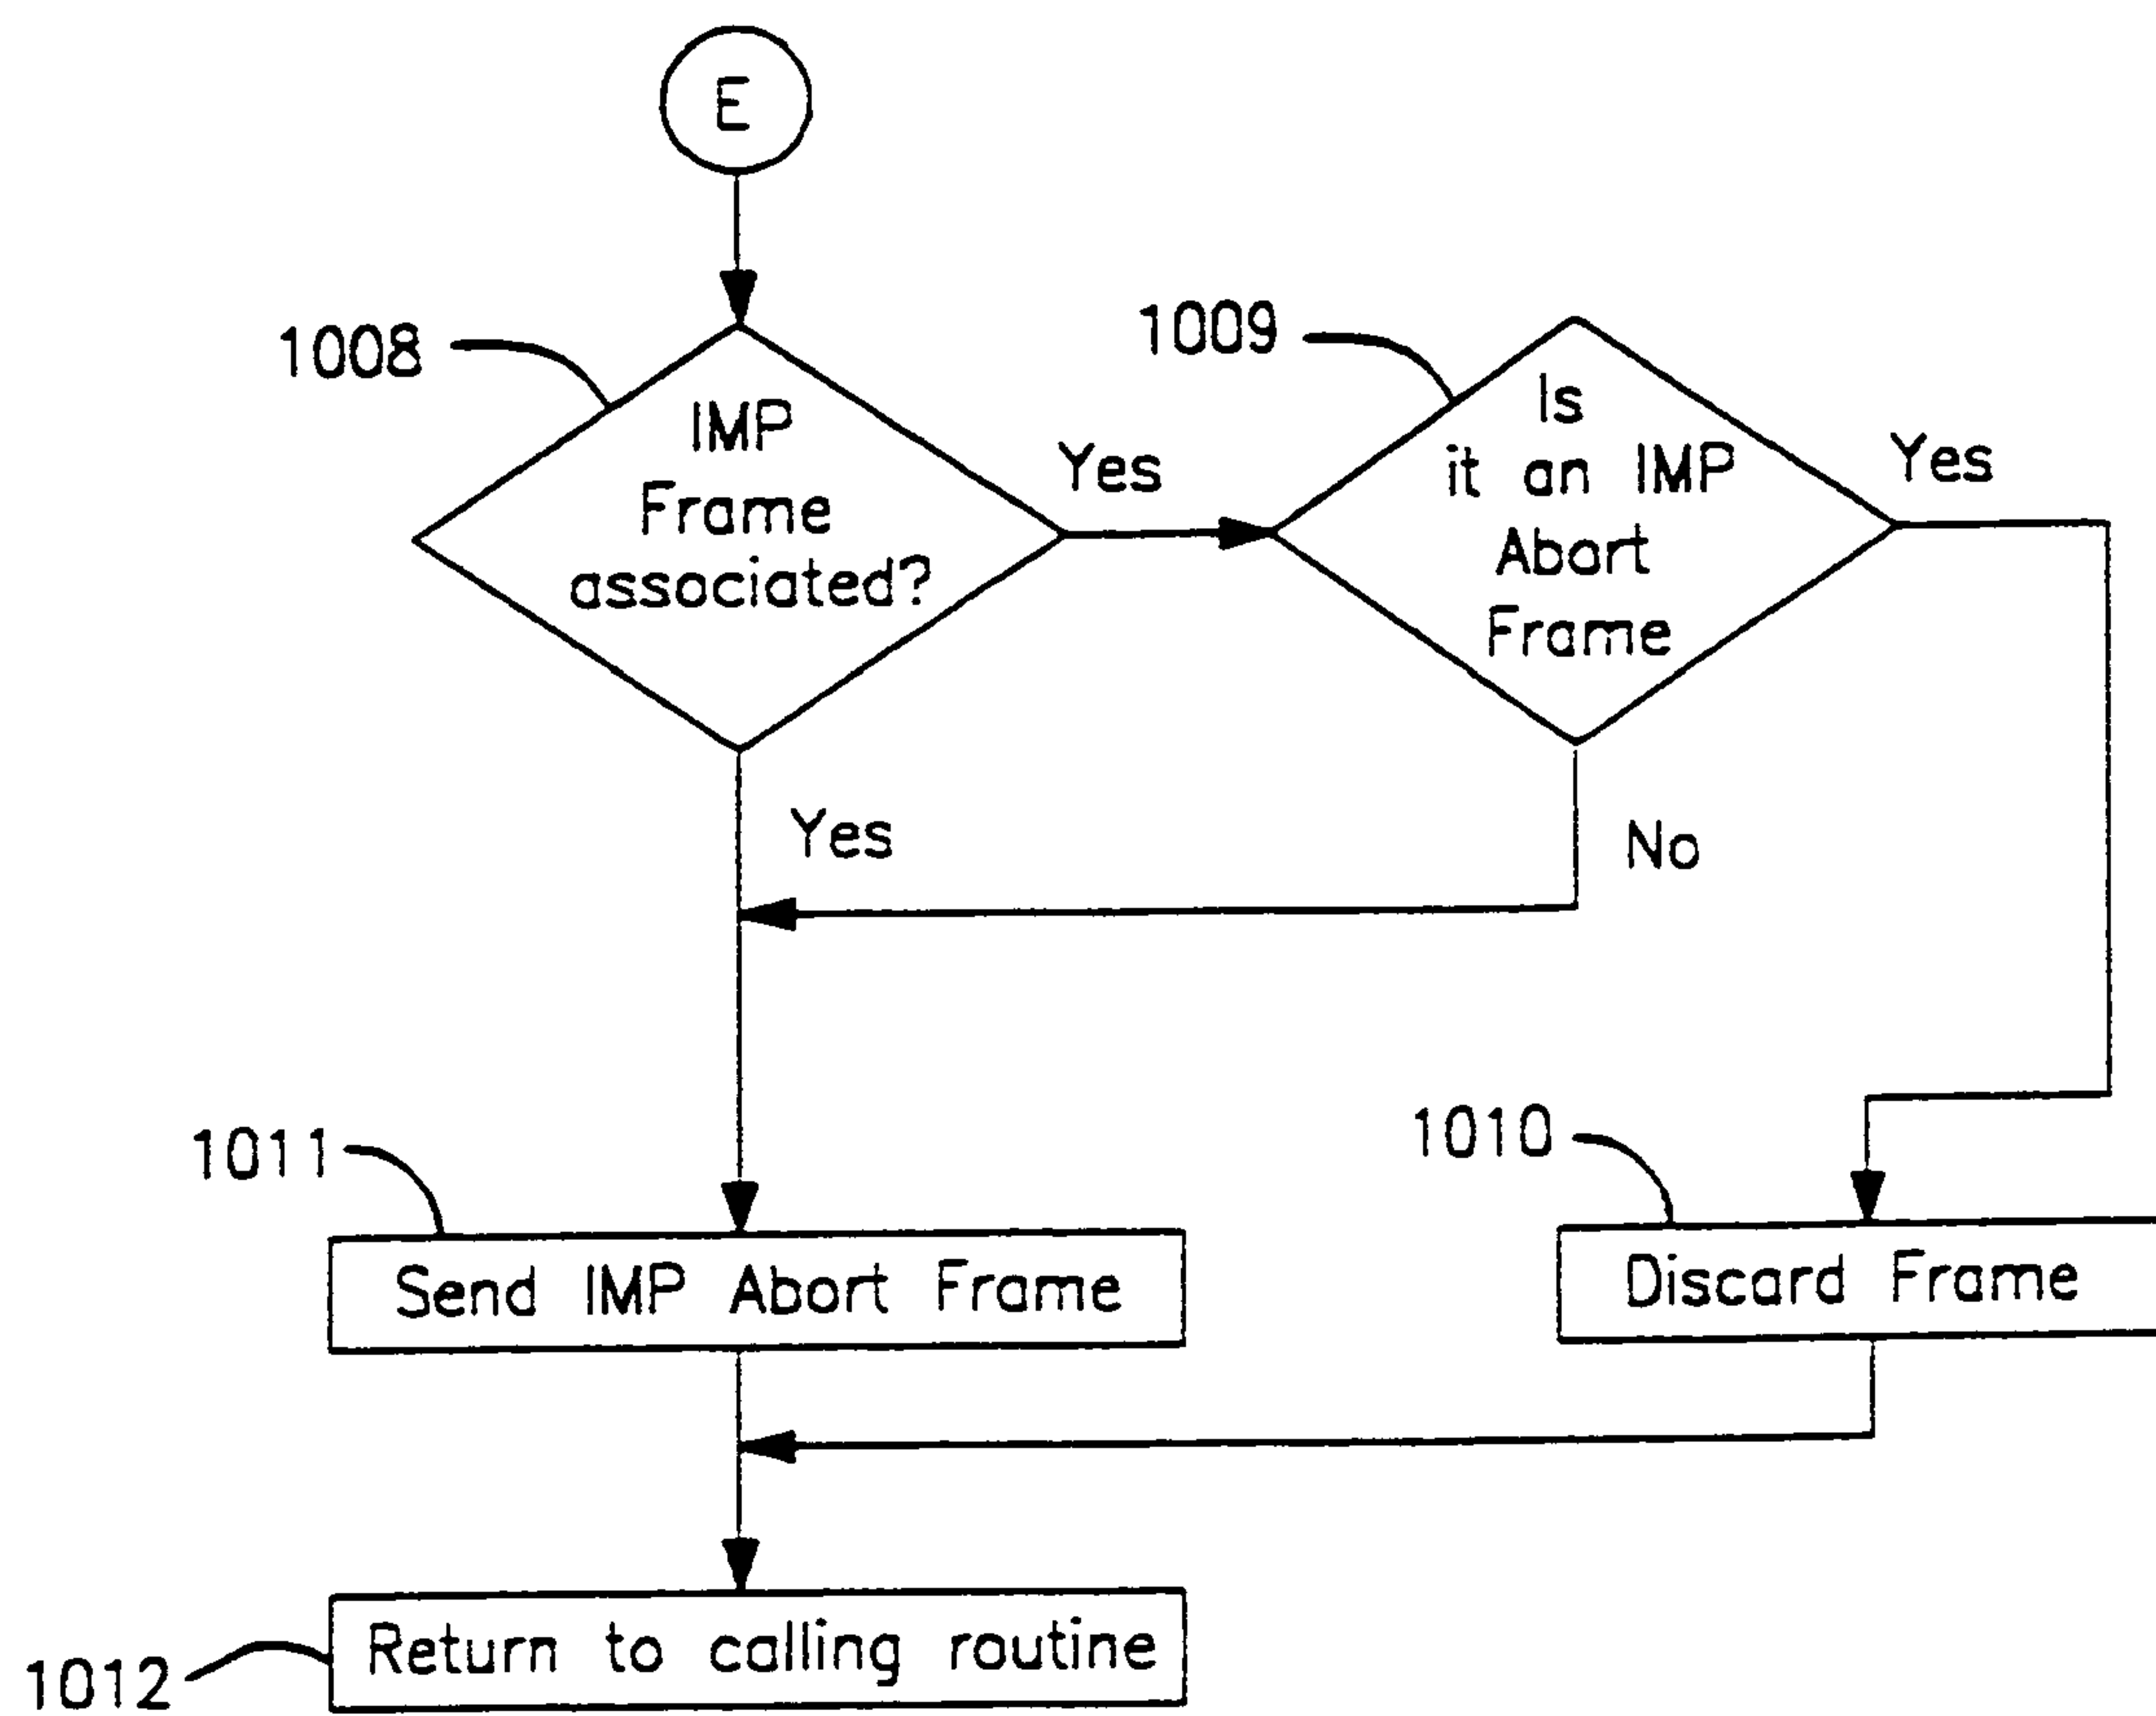 E
1008
IMP
Frame
associated?
Yes
1009
Is
it an IMP
Abort
Frame
Yes
Yes
No
1011
Send IMP Abort Frame
1010
Discard Frame
1012
Return to calling routine